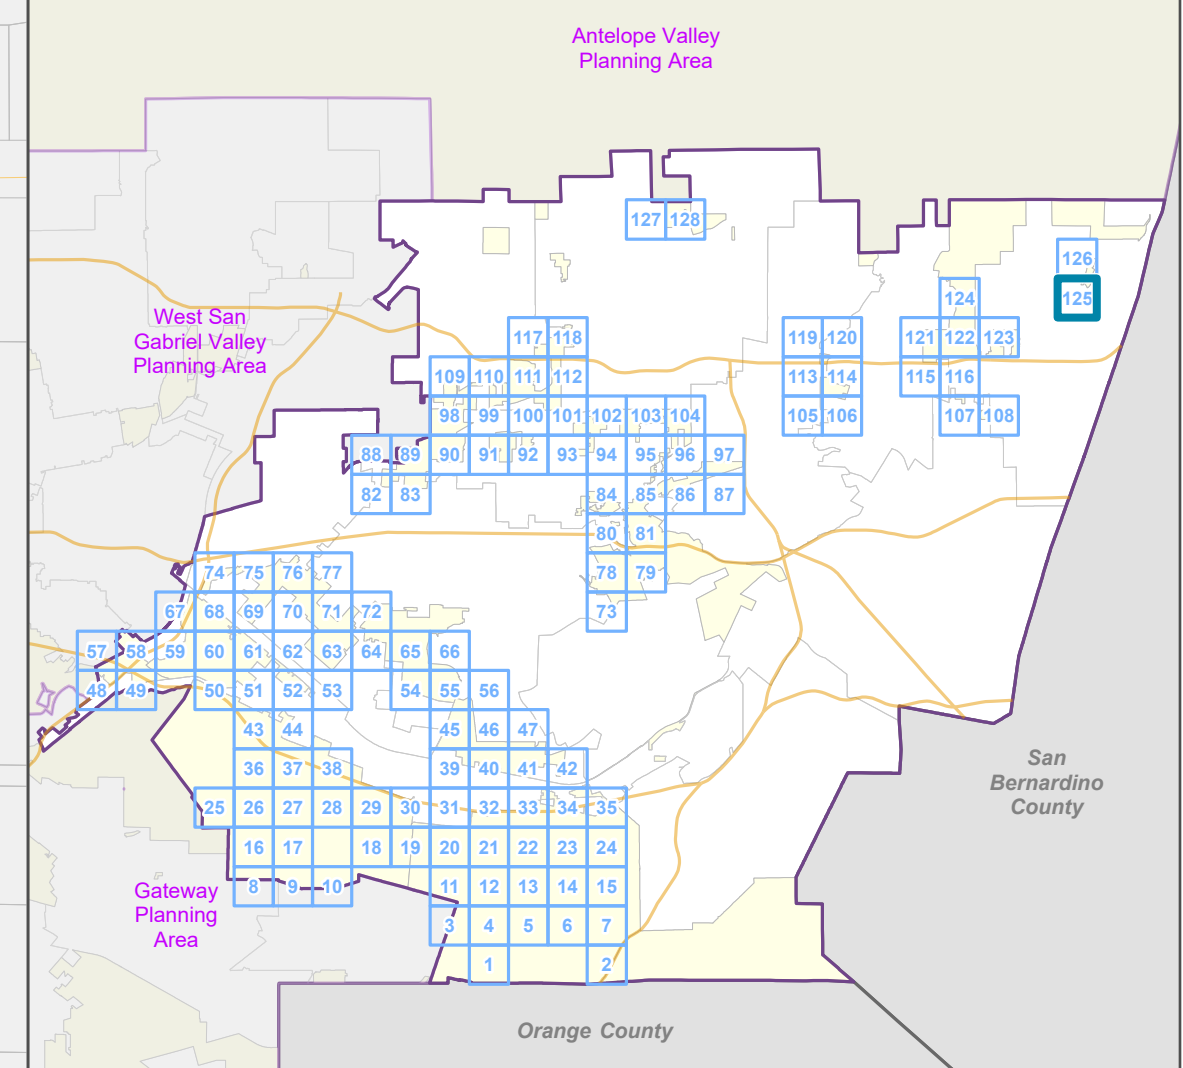 Antelope Valley
Planning Area
127 128
126
West San
Gabriel Valley
Planning Area
124
125
117 118
119 120
121 122 123
109 110 111 112
113 114
115 116
98 99 100 101 102 103 104
105 106
107 108
88 89 90 91 92 93 94 95 96 97
82 83
84 85 86 87
80 81
74 75 76 77
78 79
67 68 69 70 71 72
73
57 58 59 60 61 62 63 64 65 66
48 49 50 51 52 53 54 55 56
43 44 45 46 47
36 37 38 39 40 41 42
San
Bernardino
County
25 26 27 28 29 30 31 32 33 34 35
16 17 18 19 20 21 22 23 24
8 9 10 11 12 13 14 15
Gateway
Planning
Area
3 4 5 6 7
1 2
Orange County